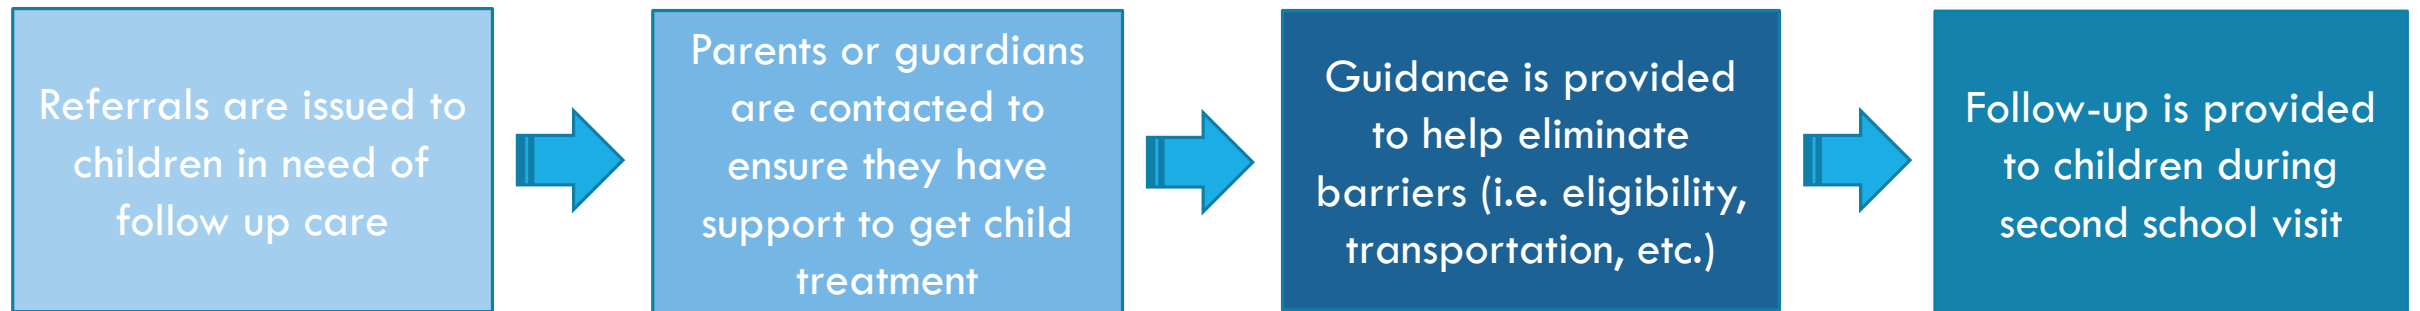 Referrals are issued to
children in need of
follow up care
Parents or guardians
are contacted to
ensure they have
support to get child
treatment
Guidance is provided
to help eliminate
barriers (i.e. eligibility,
transportation, etc.)
Follow-up is provided
to children during
second school visit